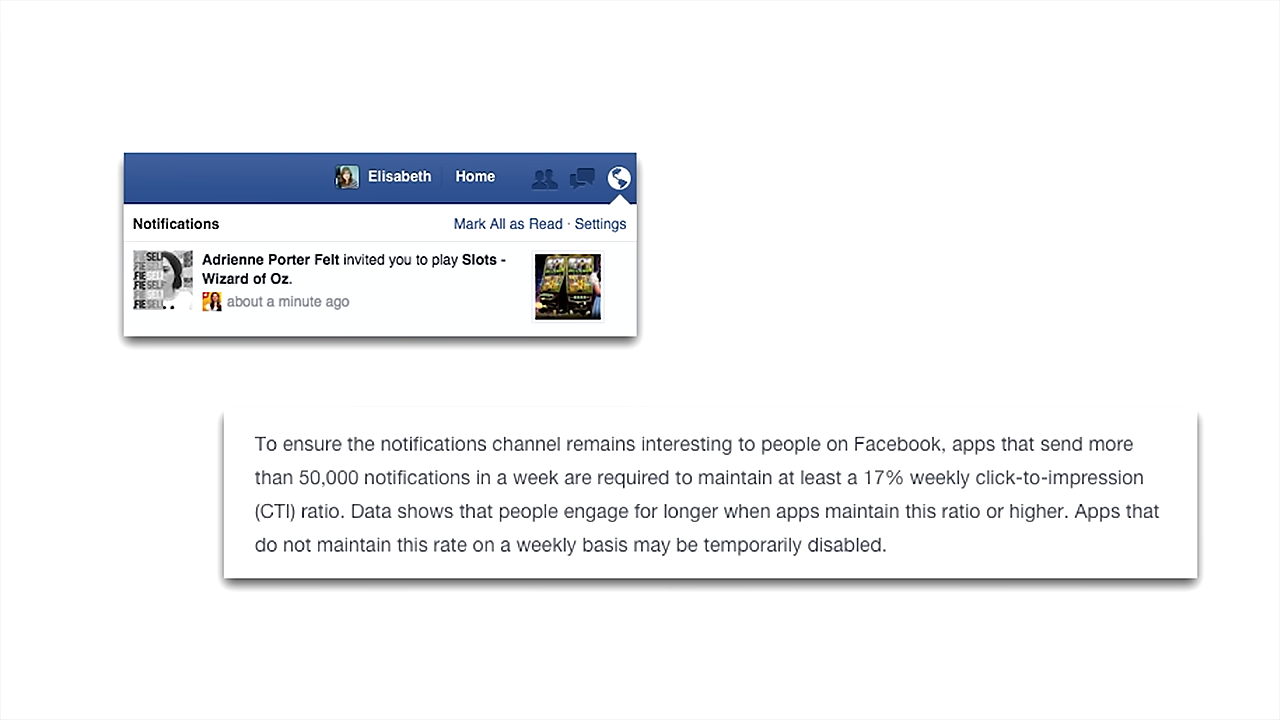 Elisabeth Home
Notifications Mark All as Read · Settings
Adrienne Porter Felt invited you to play Slots -
Wizard of Oz.
about a minute ago
To ensure the notifications channel remains interesting to people on Facebook, apps that send more
than 50,000 notifications in a week are required to maintain at least a 17% weekly click-to-impression
(CTI) ratio. Data shows that people engage for longer when apps maintain this ratio or higher. Apps that
do not maintain this rate on a weekly basis may be temporarily disabled.